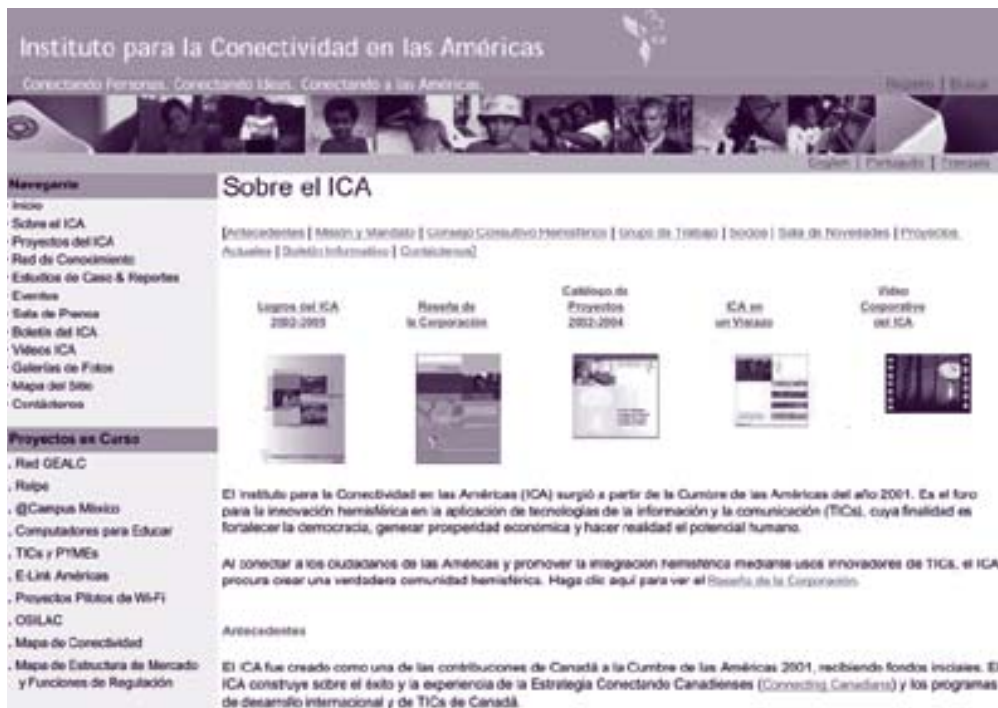 Instituto para la Conectividad en las Américas
Conectando Personas. Conectando Ideas. Conectando a las Américas.
Registro | Buscar
English | Português | Français
Navegante
Inicio
Sobre el ICA
Proyectos del ICA
Red de Conocimiento
Estudios de Caso & Reportes
Eventos
Sala de Prensa
Boletín del ICA
Videos ICA
Galerías de Fotos
Mapa del Sitio
Contáctenos
Proyectos en Curso
. Red GEALC
. Relpe
. @Campus México
. Computadores para Educar
. TICs y PYMEs
. E-Link Américas
. Proyectos Pilotos de Wi-Fi
. OSILAC
. Mapa de Conectividad
. Mapa de Estructura de Mercado
y Funciones de Regulación
Sobre el ICA
[Antecedentes | Misión y Mandato | Consejo Consultivo Hemisférico | Grupo de Trabajo | Socios | Sala de Novedades | Proyectos
Actuales | Boletín Informativo | Contáctenos]
Logros del ICA
2002-2005
Reseña de
la Corporación
Catálogo de
Proyectos
2002-2004
ICA en
un Vistazo
Video
Corporativo
del ICA
El Instituto para la Conectividad en las Américas (ICA) surgió a partir de la Cumbre de las Américas del año 2001. Es el foro
para la innovación hemisférica en la aplicación de tecnologías de la información y la comunicación (TICs), cuya finalidad es
fortalecer la democracia, generar prosperidad económica y hacer realidad el potencial humano.
Al conectar a los ciudadanos de las Américas y promover la integración hemisférica mediante usos innovadores de TICs, el ICA
procura crear una verdadera comunidad hemisférica. Haga clic aquí para ver el Reseña de la Corporación.
Antecedentes
El ICA fue creado como una de las contribuciones de Canadá a la Cumbre de las Américas 2001, recibiendo fondos iniciales. El
ICA construye sobre el éxito y la experiencia de la Estrategia Conectando Canadienses (Connecting Canadians) y los programas
de desarrollo internacional y de TICs de Canadá.